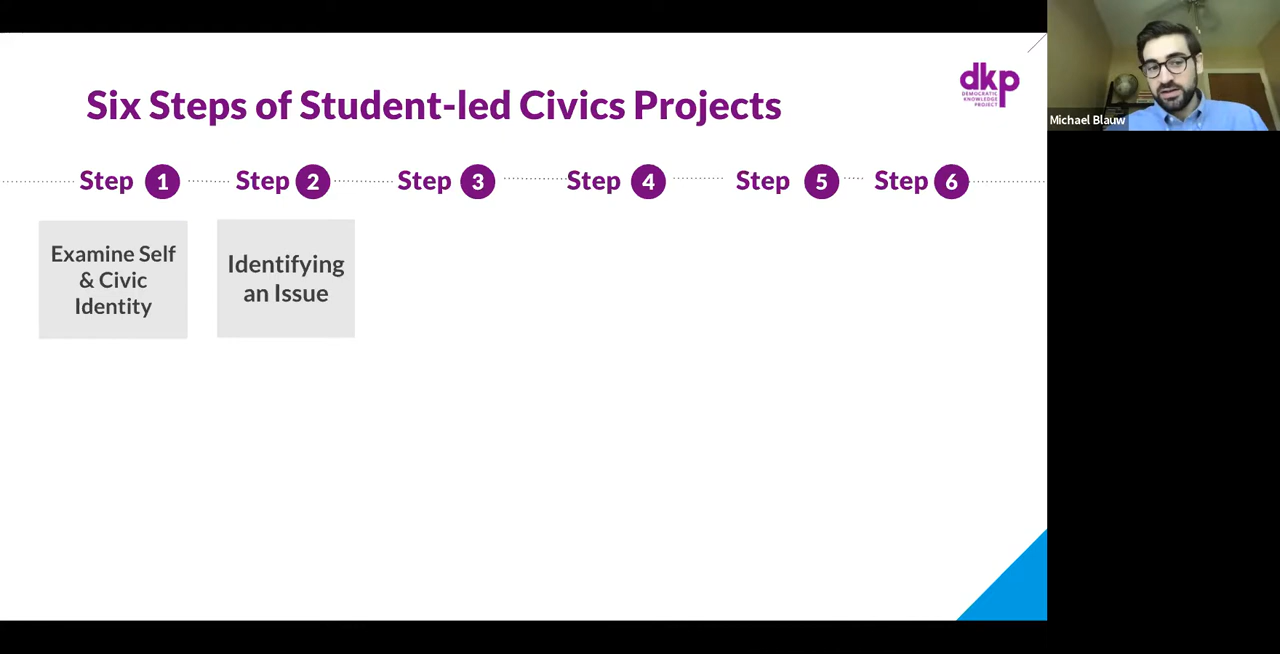 Six Steps of Student-led Civics Projects
dkp
DEMOCRATIC
KNOWLEDGE
PROJECT
Michael Blauw
Step 1
Step 2
Step 3
Step 4
Step 5
Step 6
Examine Self
& Civic
Identity
Identifying
an Issue